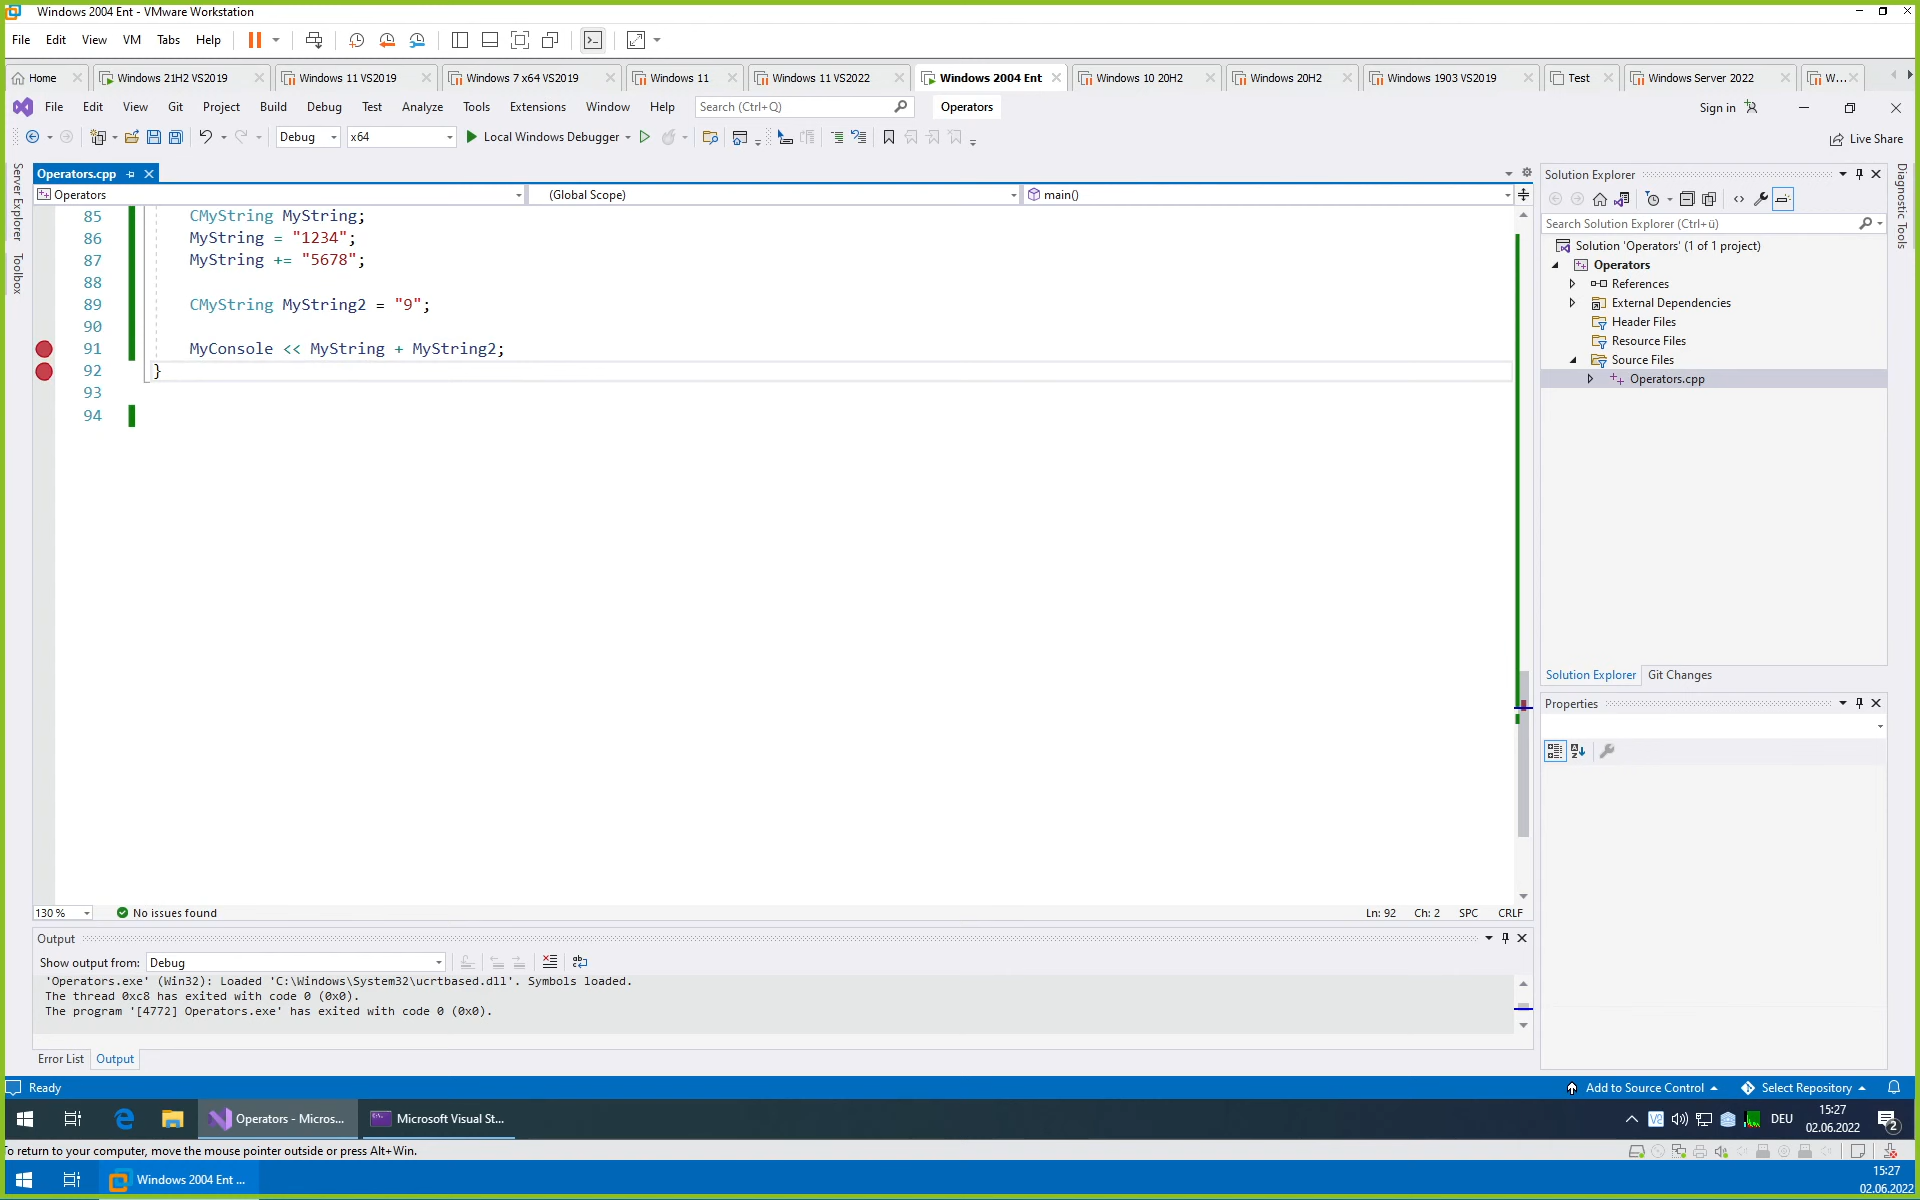 Windows 2004 Ent - VMware Workstation
File Edit View VM Tabs Help
Home Windows 21H2 VS2019 Windows 11 VS2019 Windows 7 x64 VS2019 Windows 11 Windows 11 VS2022 Windows 2004 Ent Windows 10 20H2 Windows 20H2 Windows 1903 VS2019 Test Windows Server 2022 W...
File Edit View Git Project Build Debug Test Analyze Tools Extensions Window Help Search (Ctrl+Q) Operators Sign in
Debug x64 Local Windows Debugger Live Share
Server Explorer
Toolbox
Operators.cpp
Operators (Global Scope) main()
85 CMyString MyString;
86 MyString = "1234";
87 MyString += "5678";
88
89 CMyString MyString2 = "9";
90
91 MyConsole << MyString + MyString2;
92 }
93
94
130 % No issues found Ln: 92 Ch: 2 SPC CRLF
Output
Show output from: Debug
'Operators.exe' (Win32): Loaded 'C:\Windows\System32\ucrtbased.dll'. Symbols loaded.
The thread 0xc8 has exited with code 0 (0x0).
The program '[4772] Operators.exe' has exited with code 0 (0x0).
Error List Output
Solution Explorer
Search Solution Explorer (Ctrl+ü)
Solution 'Operators' (1 of 1 project)
Operators
References
External Dependencies
Header Files
Resource Files
Source Files
Operators.cpp
Solution Explorer Git Changes
Properties
Diagnostic Tools
Ready Add to Source Control Select Repository
Operators - Micros... Microsoft Visual St... DEU 15:27
02.06.2022
2
To return to your computer, move the mouse pointer outside or press Alt+Win.
Windows 2004 Ent ... 15:27
02.06.2022